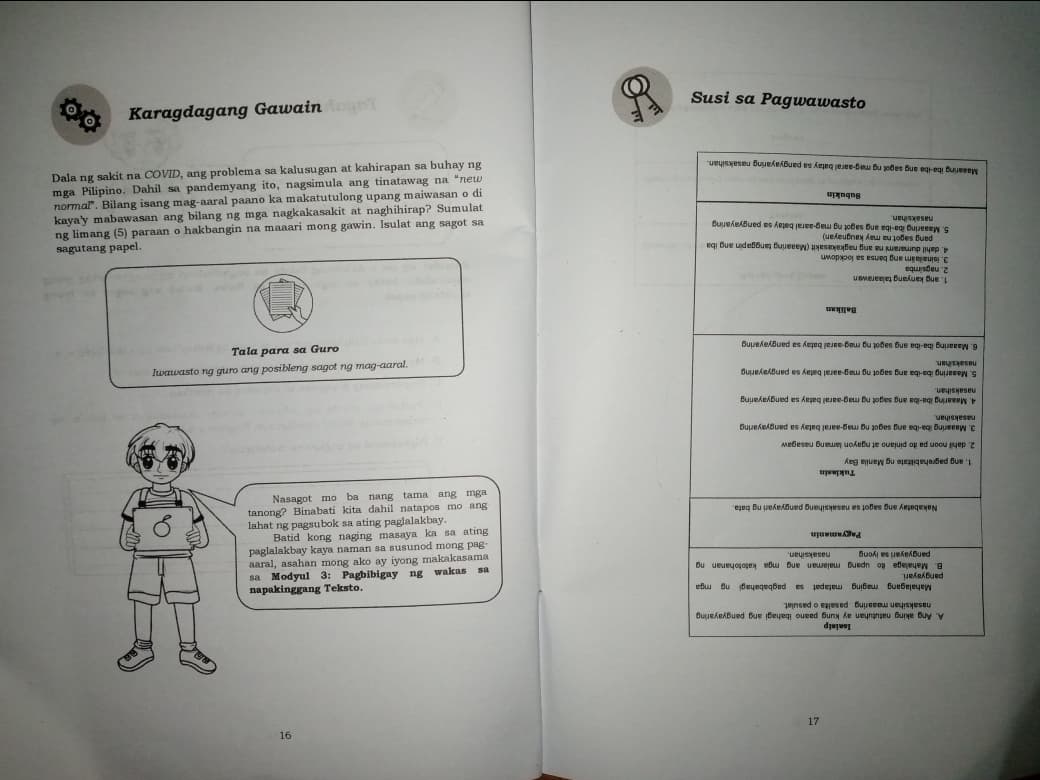 Karagdagang Gawain
Dala ng sakit na COVID, ang problema sa kalusugan at kahirapan sa buhay ng
mga Pilipino. Dahil sa pandemyang ito, nagsimula ang tinatawag na "new
normal". Bilang isang mag-aaral paano ka makatutulong upang maiwasan o di
kaya'y mabawasan ang bilang ng mga nagkakasakit at naghihirap? Sumulat
ng limang (5) paraan o hakbangin na maaari mong gawin. Isulat ang sagot sa
sagutang papel.
Tala para sa Guro
Iwawasto ng guro ang posibleng sagot ng mag-aaral.
Nasagot mo ba nang tama ang mga
tanong? Binabati kita dahil natapos mo ang
lahat ng pagsubok sa ating paglalakbay.
Batid kong naging masaya ka sa ating
paglalakbay kaya naman sa susunod mong pag-
aaral, asahan mong ako ay iyong makakasama
sa Modyul 3: Pagbibigay ng wakas sa
napakinggang Teksto.
16
Susi sa Pagwawasto
Isaisip
A. Ang aking natutuhan ay kung paano ibahagi ang pangyayaring
nasaksihan maaaring pasalita o pasulat.
Mahalagang maging matapat sa pagbabahagi ng mga
pangyayari.
B. Mahalaga ito upang malaman ang mga katotohanan ng
pangyayari sa iyong nasaksihan.
Pagyamanin
Nakabatay ang sagot sa nasaksihang pangyayari ng bata.
Tuklasin
1. ang pagrehabilitate ng Manila Bay
2. dahil noon pa ito pinlano at ngayon lamang nasagaw
3. Maaaring iba-iba ang sagot ng mag-aaral batay sa pangyayaring
nasaksihan.
4. Maaaring iba-iba ang sagot ng mag-aaral batay sa pangyayaring
nasaksihan.
5. Maaaring iba-iba ang sagot ng mag-aaral batay sa pangyayaring
nasaksihan.
6. Maaaring iba-iba ang sagot ng mag-aaral batay sa pangyayaring
Balikan
1. ang kanyang talaarawan
2. nagsimba
3. isinailalim ang bansa sa lockdown
4. dahil dumarami na ang nagkakasakit (Maaaring tanggapin ang iba
pang sagot na may kaugnayan)
5. Maaaring iba-iba ang sagot ng mag-aaral batay sa pangyayaring
nasaksihan.
Subukin
Maaaring iba-iba ang sagot ng mag-aaral batay sa pangyayaring nasaksihan.
17